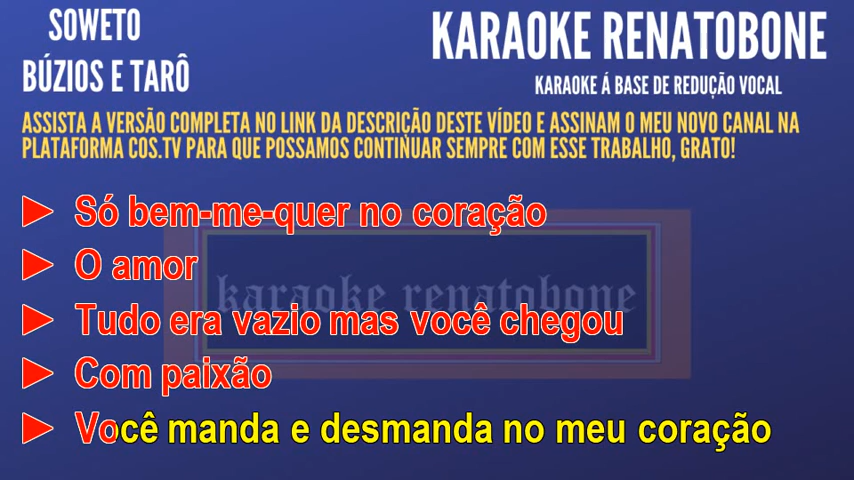 SOWETO
BÚZIOS E TARÔ
KARAOKE RENATOBONE
KARAOKE Á BASE DE REDUÇÃO VOCAL
ASSISTA A VERSÃO COMPLETA NO LINK DA DESCRIÇÃO DESTE VÍDEO E ASSINAM O MEU NOVO CANAL NA
PLATAFORMA COS.TV PARA QUE POSSAMOS CONTINUAR SEMPRE COM ESSE TRABALHO, GRATO!
Só bem-me-quer no coração
O amor
karaoke renatobone
Tudo era vazio mas você chegou
Com paixão
Você manda e desmanda no meu coração